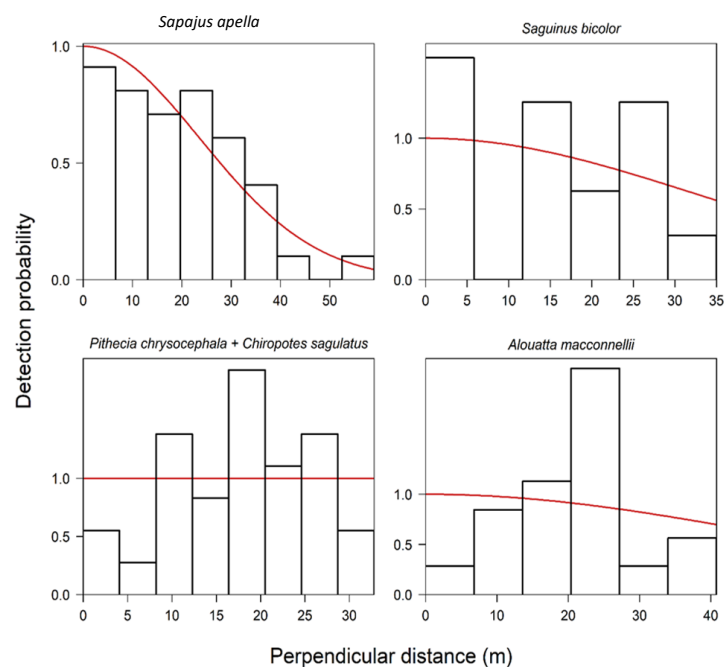 Sapajus apella
Saguinus bicolor
1.0
0.5
0.0
0 10 20 30 40 50
1.0
0.5
0.0
0 5 10 15 20 25 30 35
Detection probability
Pithecia chrysocephala + Chiropotes sagulatus
Alouatta macconnellii
1.0
0.5
0.0
0 5 10 15 20 25 30
1.0
0.5
0.0
0 10 20 30 40
Perpendicular distance (m)